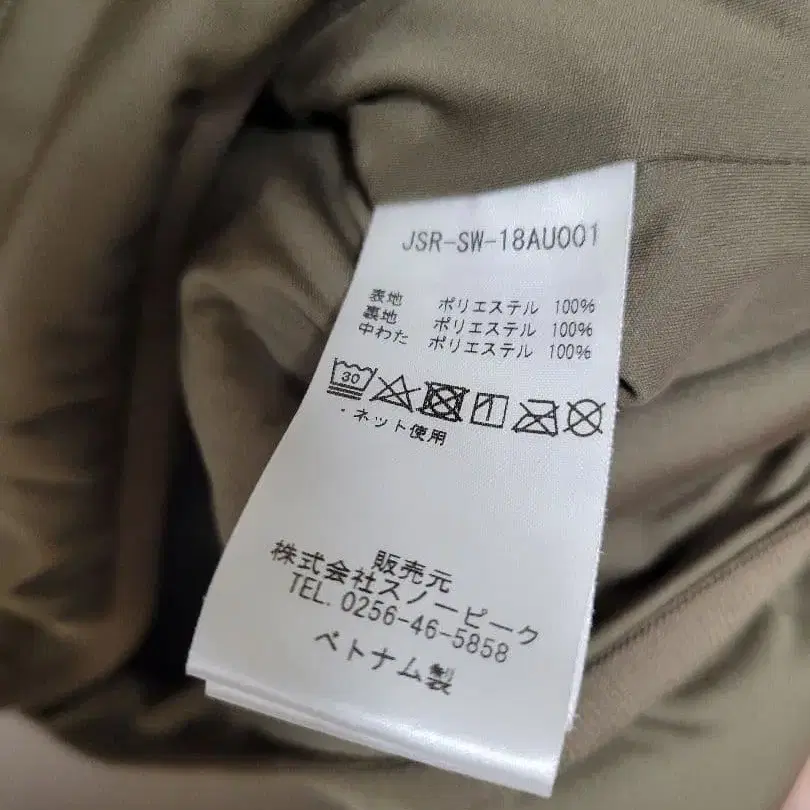 JSR-SW-18AU001
表地 ポリエステル 100%
裏地 ポリエステル 100%
中わた ポリエステル 100%
30
・ネット使用
販売元
株式会社スノーピーク
TEL. 0256-46-5858
ベトナム製